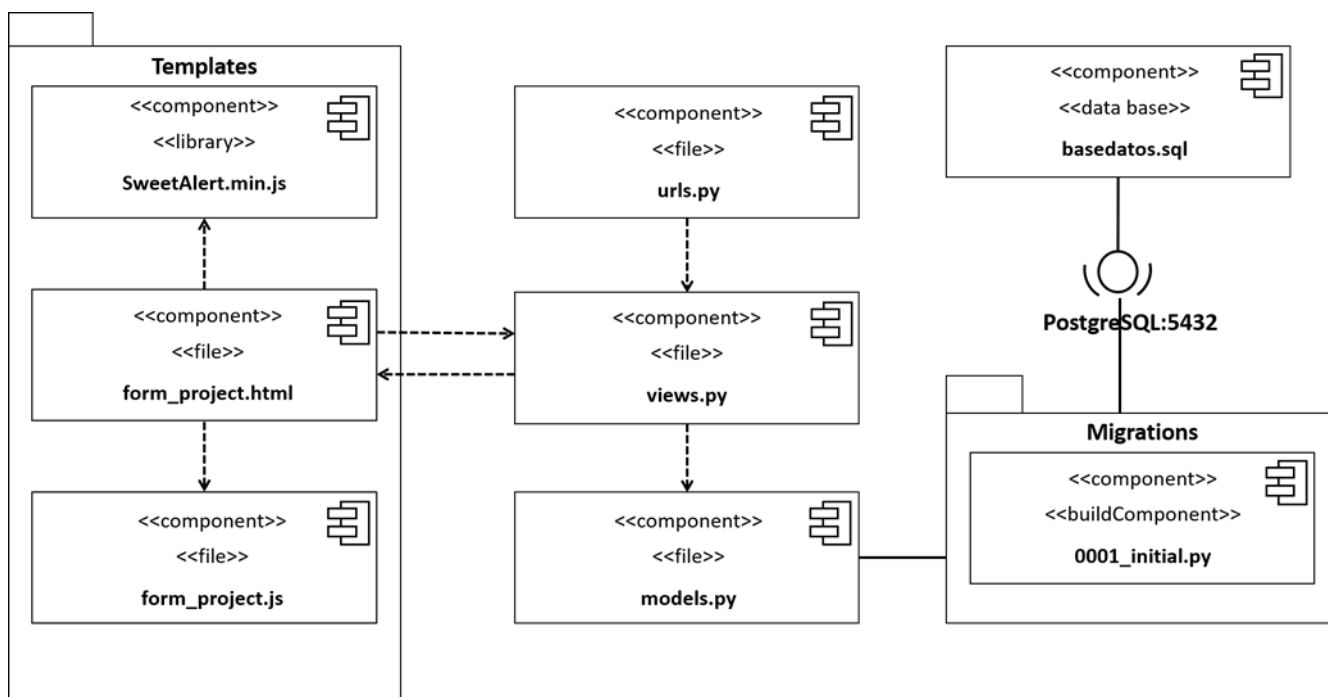 Templates
<<component>>
<<library>>
SweetAlert.min.js
<<component>>
<<file>>
form_project.html
<<component>>
<<file>>
form_project.js
<<component>>
<<file>>
urls.py
<<component>>
<<file>>
views.py
<<component>>
<<file>>
models.py
<<component>>
<<data base>>
basedatos.sql
PostgreSQL:5432
Migrations
<<component>>
<<buildComponent>>
0001_initial.py